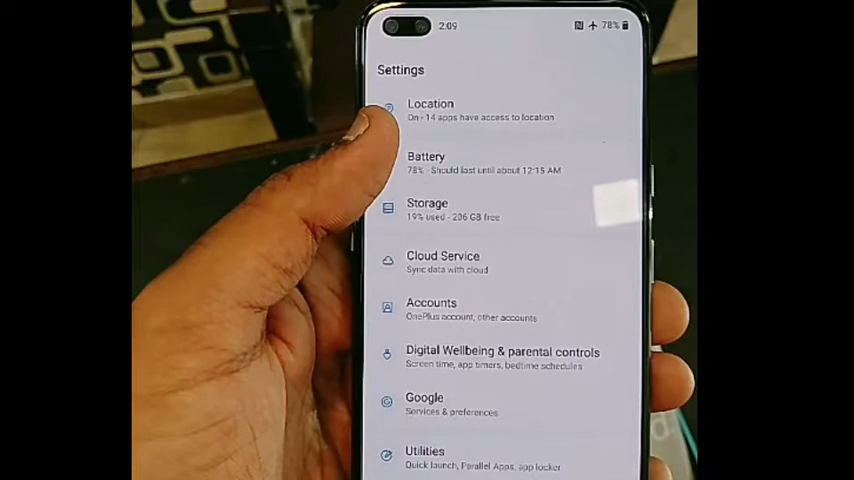 2:09
78%
Settings
Location
On - 14 apps have access to location
Battery
78% - Should last until about 12:15 AM
Storage
19% used - 206 GB free
Cloud Service
Sync data with cloud
Accounts
OnePlus account, other accounts
Digital Wellbeing & parental controls
Screen time, app timers, bedtime schedules
Google
Services & preferences
Utilities
Quick launch, Parallel Apps, app locker